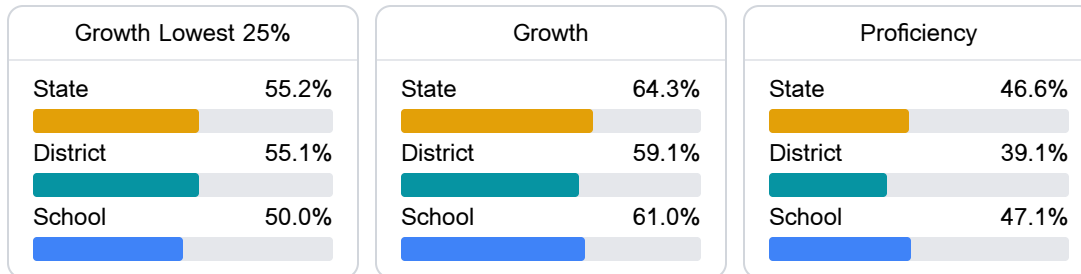 Growth Lowest 25%
State 55.2%
District 55.1%
School 50.0%
Growth
State 64.3%
District 59.1%
School 61.0%
Proficiency
State 46.6%
District 39.1%
School 47.1%